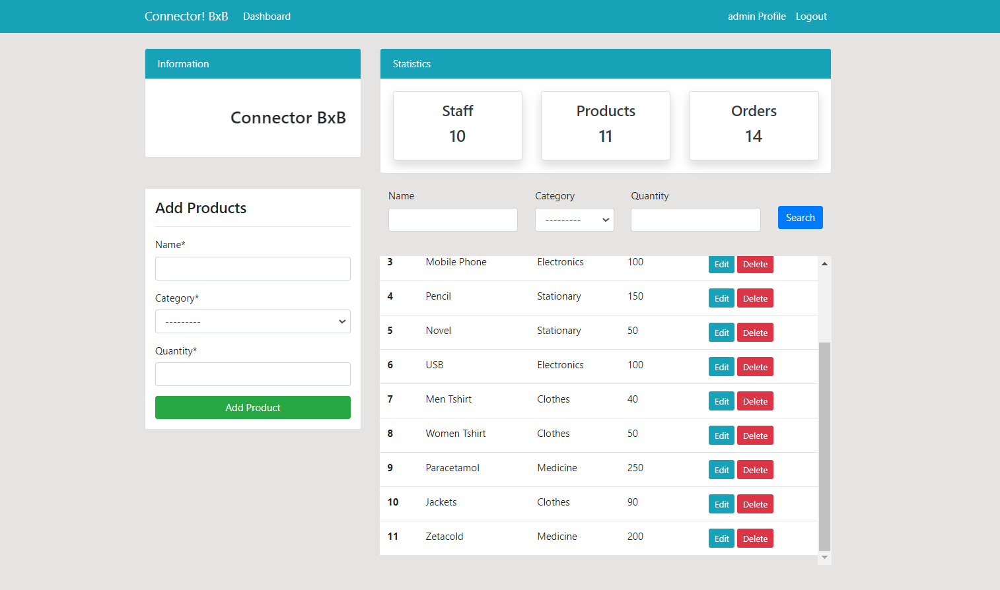 Connector! BxB Dashboard admin Profile Logout
Information
Connector BxB
Statistics
Staff Products Orders
10 11 14
Add Products
Name*
Category*
---------
Quantity*
Add Product
Name Category Quantity
--------- Search
3 Mobile Phone Electronics 100 Edit Delete
4 Pencil Stationary 150 Edit Delete
5 Novel Stationary 50 Edit Delete
6 USB Electronics 100 Edit Delete
7 Men Tshirt Clothes 40 Edit Delete
8 Women Tshirt Clothes 50 Edit Delete
9 Paracetamol Medicine 250 Edit Delete
10 Jackets Clothes 90 Edit Delete
11 Zetacold Medicine 200 Edit Delete